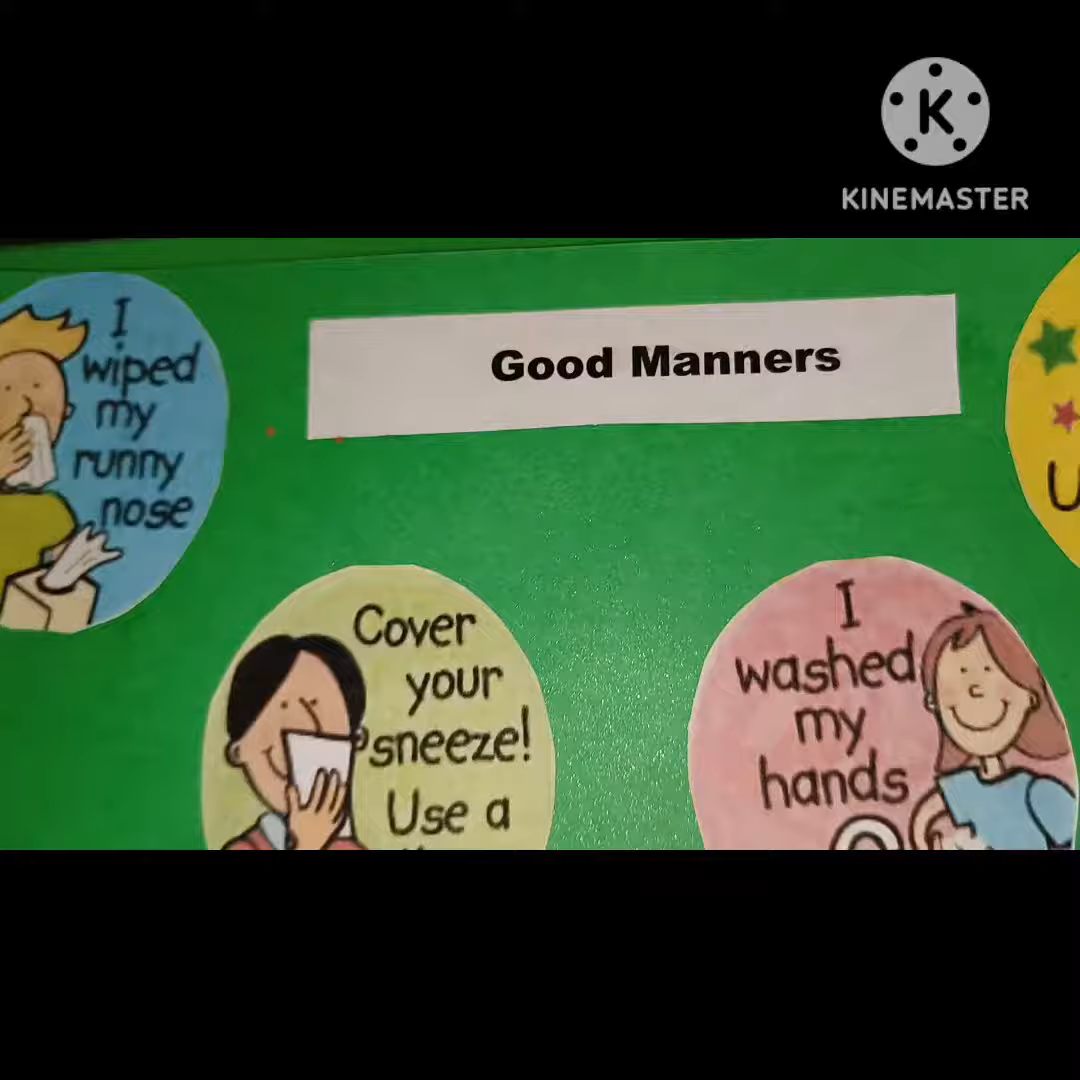 KINEMASTER
Good Manners
I
wiped
my
runny
nose
Cover
your
sneeze!
Use a
I
washed
my
hands